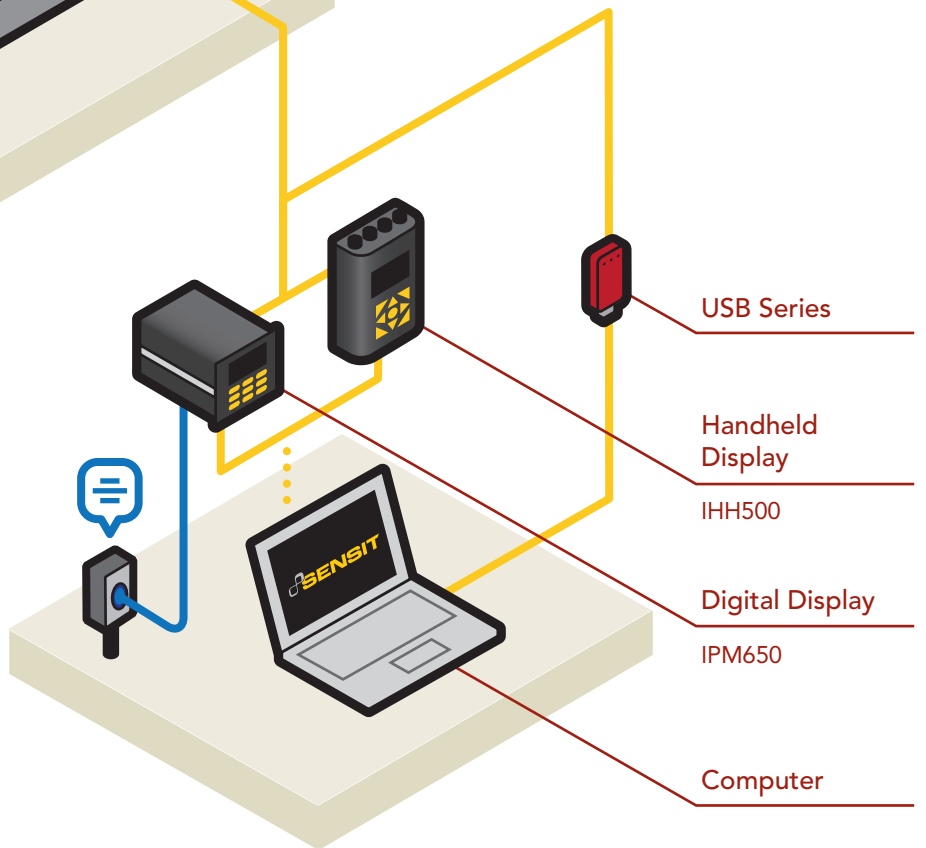 USB Series
Handheld
Display
IHH500
Digital Display
IPM650
Computer
SENSIT